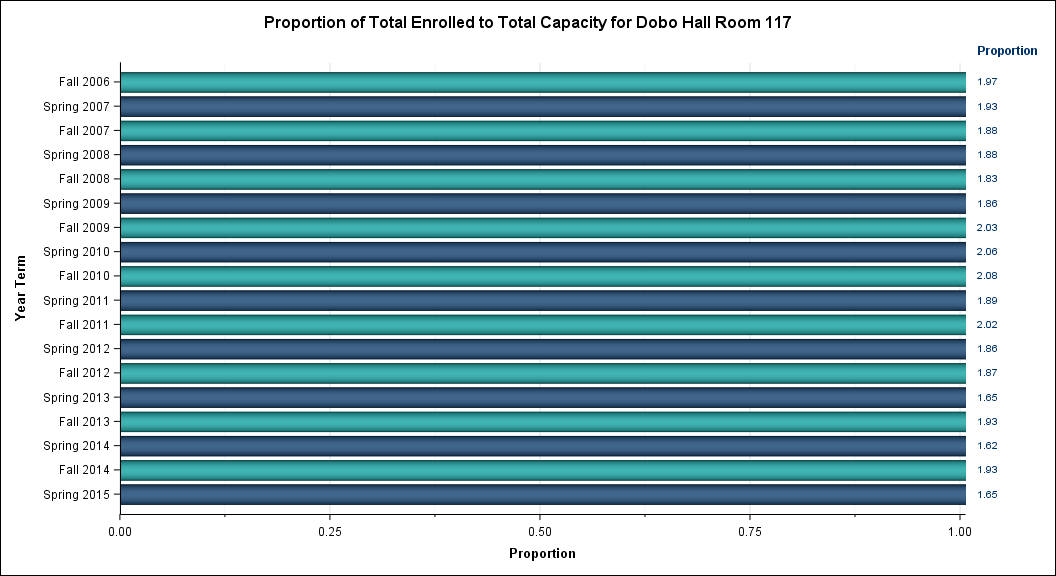 Proportion of Total Enrolled to Total Capacity for Dobo Hall Room 117
Proportion
Fall 2006 1.97
Spring 2007 1.93
Fall 2007 1.88
Spring 2008 1.88
Fall 2008 1.83
Spring 2009 1.86
Fall 2009 2.03
Spring 2010 2.06
Fall 2010 2.08
Spring 2011 1.89
Fall 2011 2.02
Spring 2012 1.86
Fall 2012 1.87
Spring 2013 1.65
Fall 2013 1.93
Spring 2014 1.62
Fall 2014 1.93
Spring 2015 1.65
Year Term
0.00 0.25 0.50 0.75 1.00
Proportion